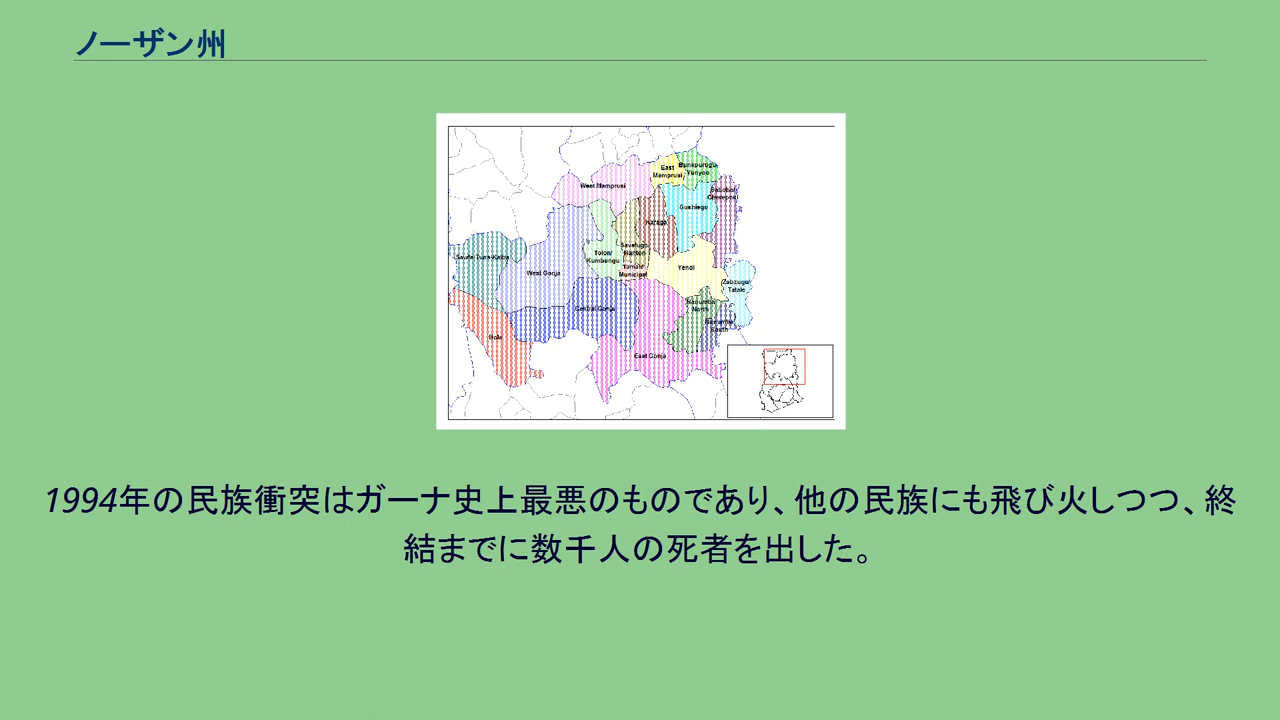 ノーザン州
East
Mamprusi
Bunkpurugu
Yunyoo
West Mamprusi
Gushiegu
Karaga
Savelugu
Nanton
Tolon/
Kumbungu
Tamale
Municipal
Yendi
Sawla-Tuna-Kalba
West Gonja
Zabzugu/
Tatale
Central Gonja
Nanumba
North
Nanumba
South
Bole
East Gonja
1994年の民族衝突はガーナ史上最悪のものであり、他の民族にも飛び火しつつ、終
結までに数千人の死者を出した。